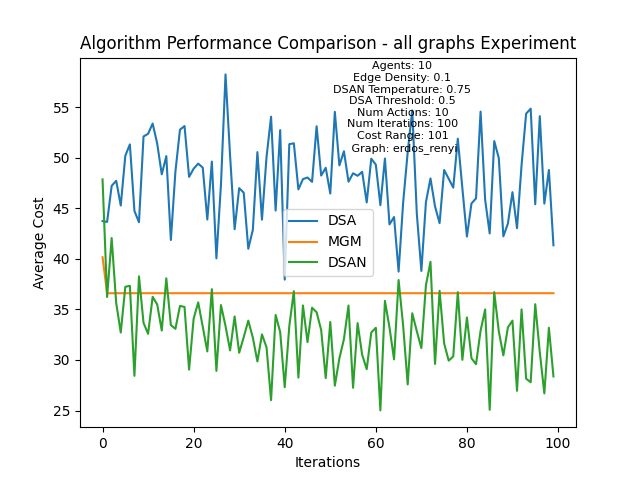 Algorithm Performance Comparison - all graphs Experiment
Agents: 10
Edge Density: 0.1
DSAN Temperature: 0.75
DSA Threshold: 0.5
Num Actions: 10
Num Iterations: 100
Cost Range: 101
Graph: erdos_renyi
55
50
45
40
35
30
25
Average Cost
DSA
MGM
DSAN
0
20
40
60
80
100
Iterations